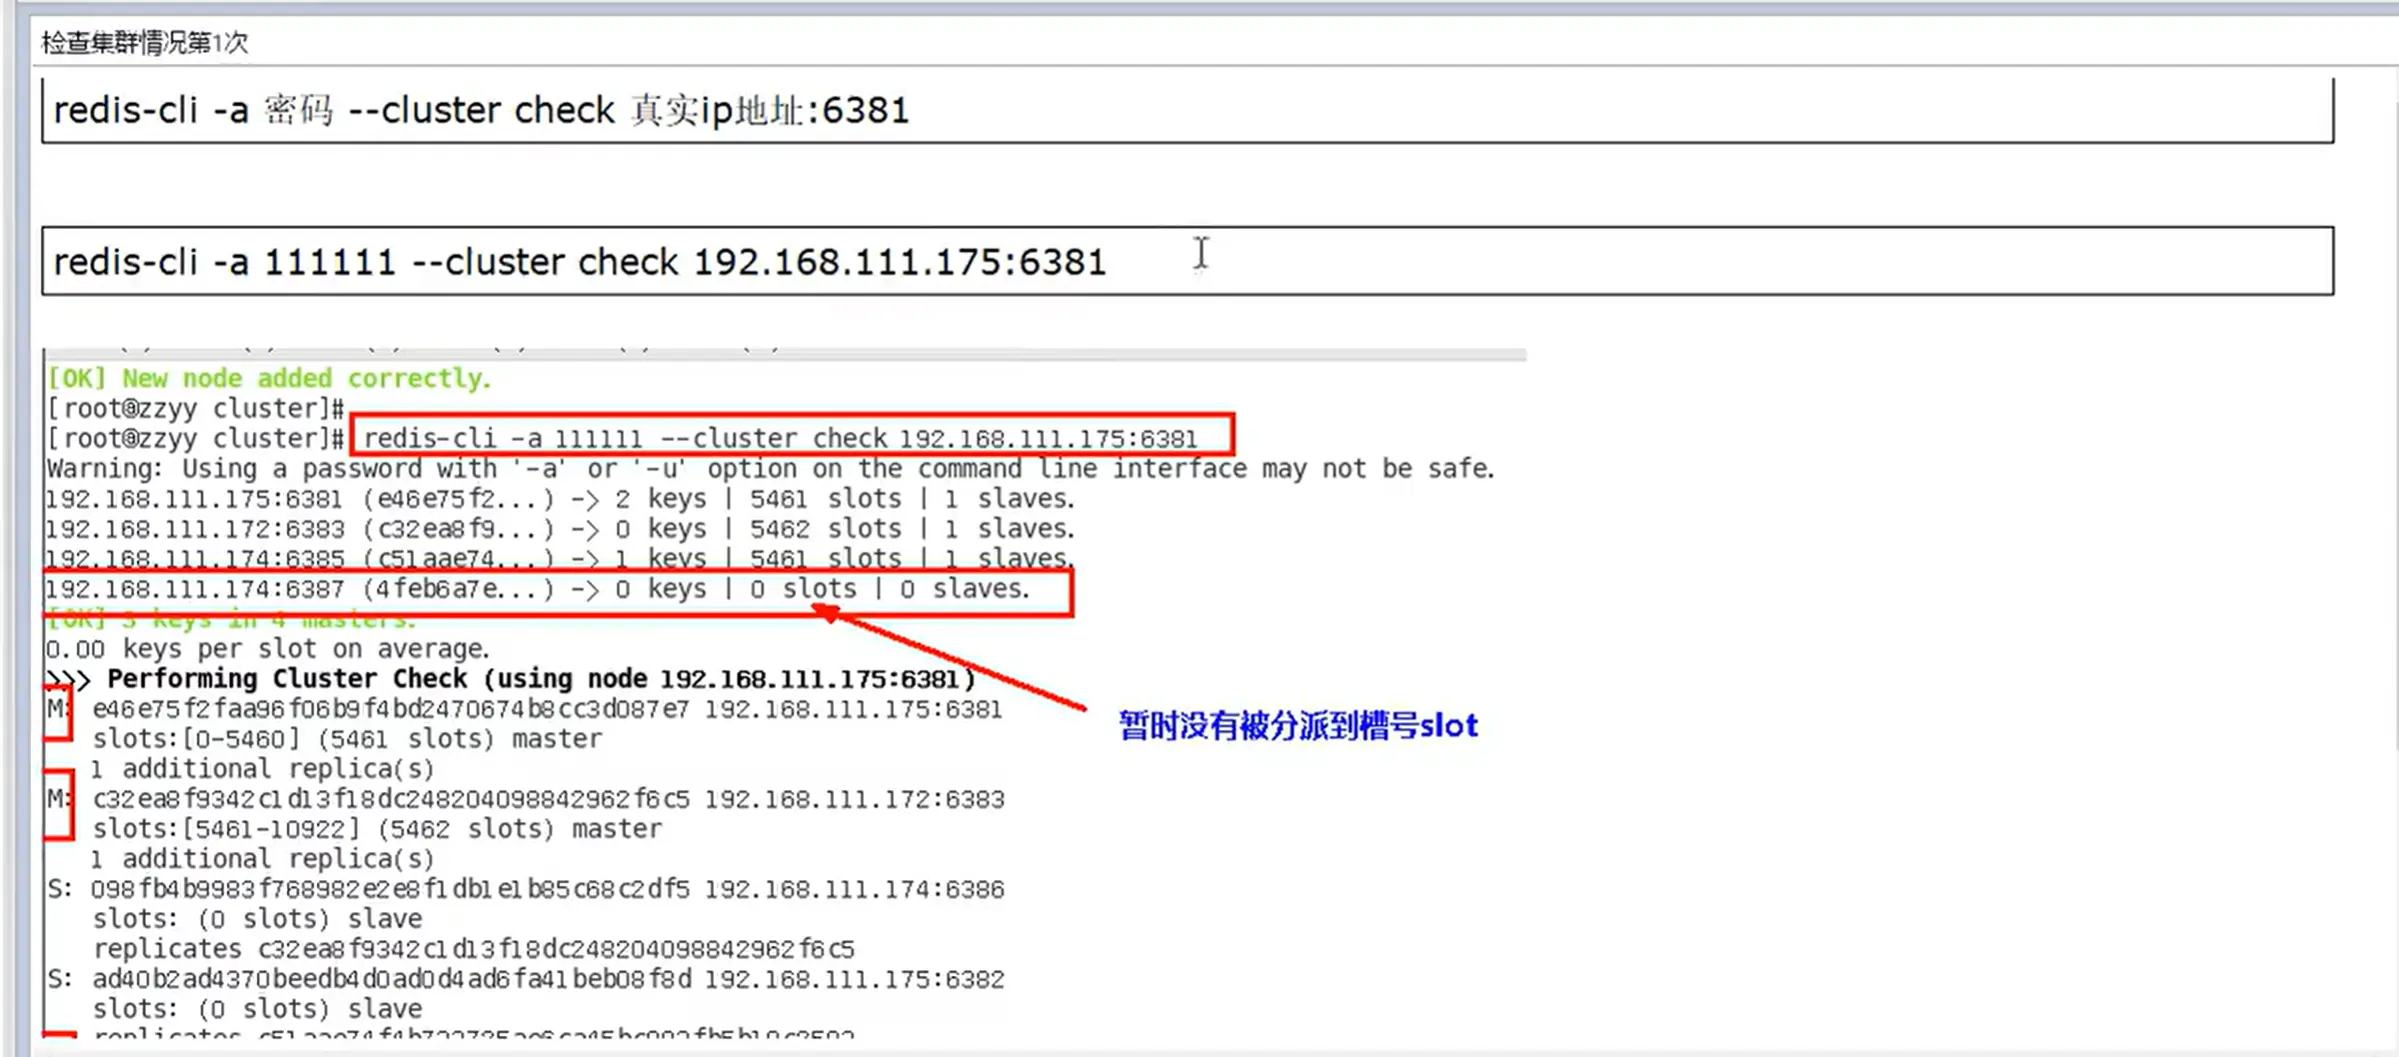 检查集群情况第1次
redis-cli -a 密码 --cluster check 真实ip地址:6381
redis-cli -a 111111 --cluster check 192.168.111.175:6381
[OK] New node added correctly.
[root@zzyy cluster]#
[root@zzyy cluster]# redis-cli -a 111111 --cluster check 192.168.111.175:6381
Warning: Using a password with '-a' or '-u' option on the command line interface may not be safe.
192.168.111.175:6381 (e46e75f2...) -> 2 keys | 5461 slots | 1 slaves.
192.168.111.172:6383 (c32ea8f9...) -> 0 keys | 5462 slots | 1 slaves.
192.168.111.174:6385 (c51aae74...) -> 1 keys | 5461 slots | 1 slaves.
192.168.111.174:6387 (4feb6a7e...) -> 0 keys | 0 slots | 0 slaves.
[OK] 3 keys in 4 masters.
0.00 keys per slot on average.
>>> Performing Cluster Check (using node 192.168.111.175:6381)
M: e46e75f2faa96f06b9f4bd2470674b8cc3d087e7 192.168.111.175:6381
暂时没有被分派到槽号slot
slots:[0-5460] (5461 slots) master
1 additional replica(s)
M: c32ea8f9342c1d13f18dc248204098842962f6c5 192.168.111.172:6383
slots:[5461-10922] (5462 slots) master
1 additional replica(s)
S: 098fb4b9983f768982e2e8f1db1e1b85c68c2df5 192.168.111.174:6386
slots: (0 slots) slave
replicates c32ea8f9342c1d13f18dc248204098842962f6c5
S: ad40b2ad4370beedb4d0ad0d4ad6fa41beb08f8d 192.168.111.175:6382
slots: (0 slots) slave
replicates